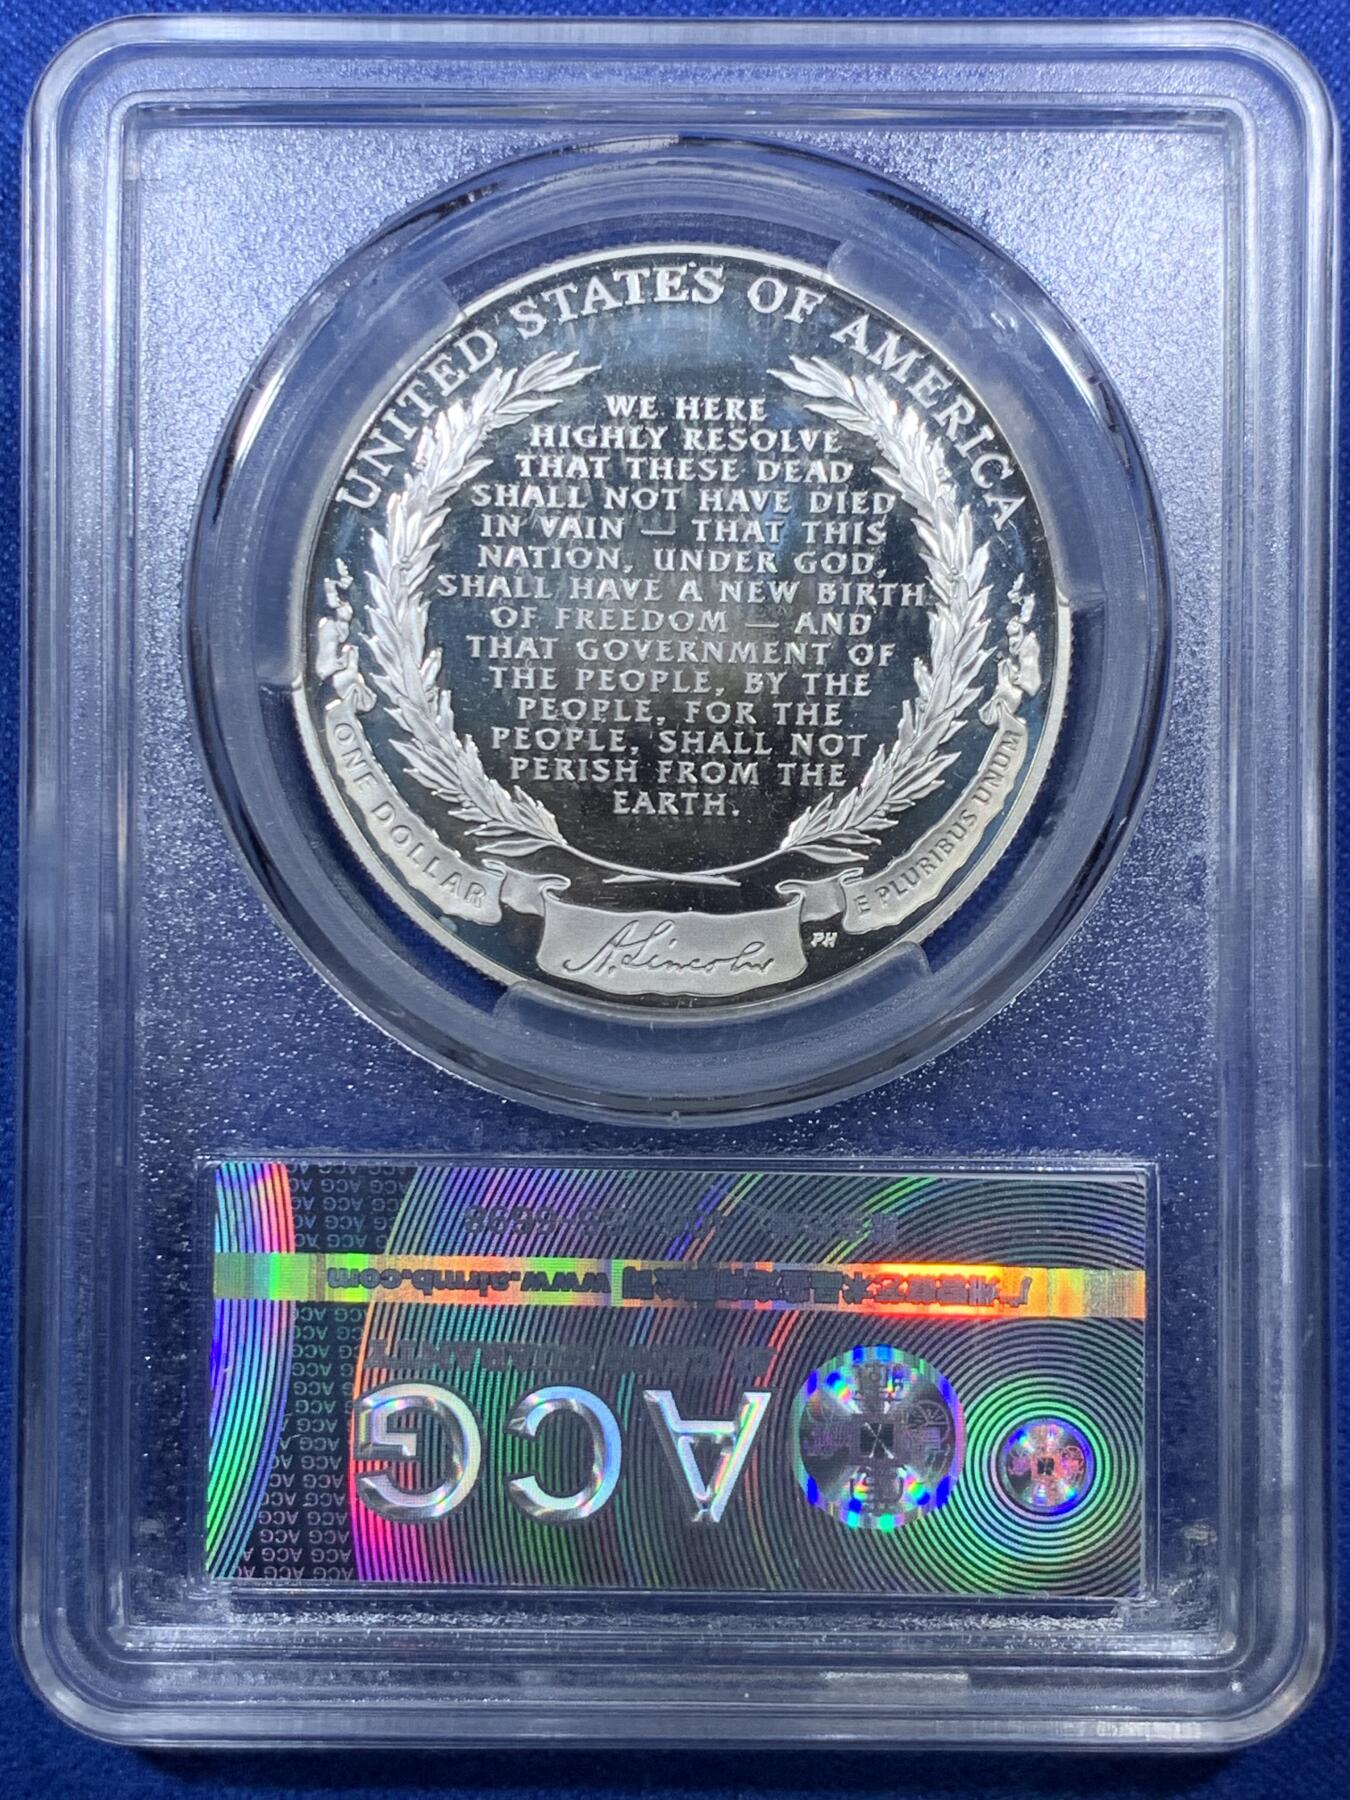 UNITED STATES OF AMERICA
WE HERE
HIGHLY RESOLVE
THAT THESE DEAD
SHALL NOT HAVE DIED
IN VAIN — THAT THIS
NATION, UNDER GOD,
SHALL HAVE A NEW BIRTH
OF FREEDOM — AND
THAT GOVERNMENT OF
THE PEOPLE, BY THE
PEOPLE, FOR THE
PEOPLE, SHALL NOT
PERISH FROM THE
EARTH.
ONE DOLLAR
E PLURIBUS UNUM
A. Lincoln
PH
www.airmb.com
ACG